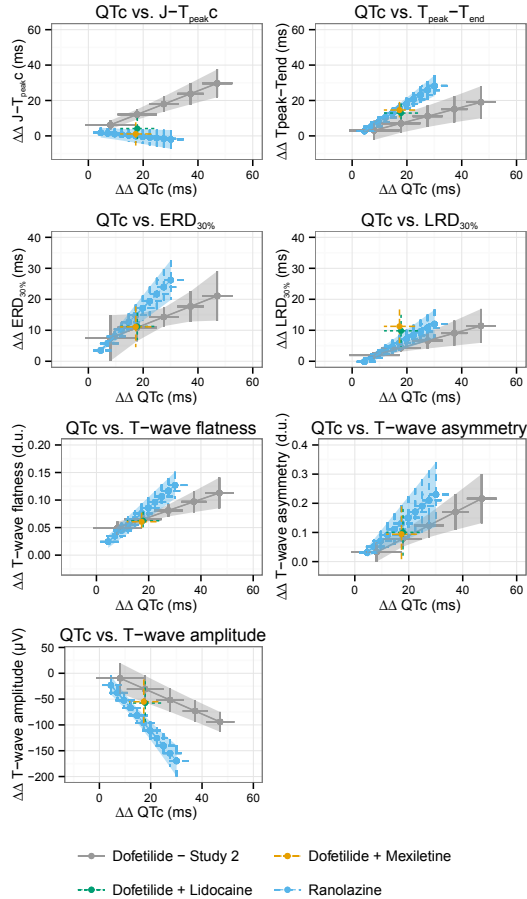 QTc vs. J−Tpeakc
QTc vs. Tpeak−Tend
ΔΔ J−Tpeakc (ms)
60
40
20
0
0 20 40 60
ΔΔ QTc (ms)
ΔΔ Tpeak−Tend (ms)
60
40
20
0
0 20 40 60
ΔΔ QTc (ms)
QTc vs. ERD30%
QTc vs. LRD30%
ΔΔ ERD30% (ms)
40
30
20
10
0
0 20 40 60
ΔΔ QTc (ms)
ΔΔ LRD30% (ms)
40
30
20
10
0
0 20 40 60
ΔΔ QTc (ms)
QTc vs. T−wave flatness
QTc vs. T−wave asymmetry
ΔΔ T−wave flatness (d.u.)
0.20
0.15
0.10
0.05
0.00
0 20 40 60
ΔΔ QTc (ms)
ΔΔ T−wave asymmetry (d.u.)
0.4
0.3
0.2
0.1
0.0
0 20 40 60
ΔΔ QTc (ms)
QTc vs. T−wave amplitude
ΔΔ T−wave amplitude (µV)
50
0
−50
−100
−150
−200
0 20 40 60
ΔΔ QTc (ms)
Dofetilide − Study 2
Dofetilide + Mexiletine
Dofetilide + Lidocaine
Ranolazine